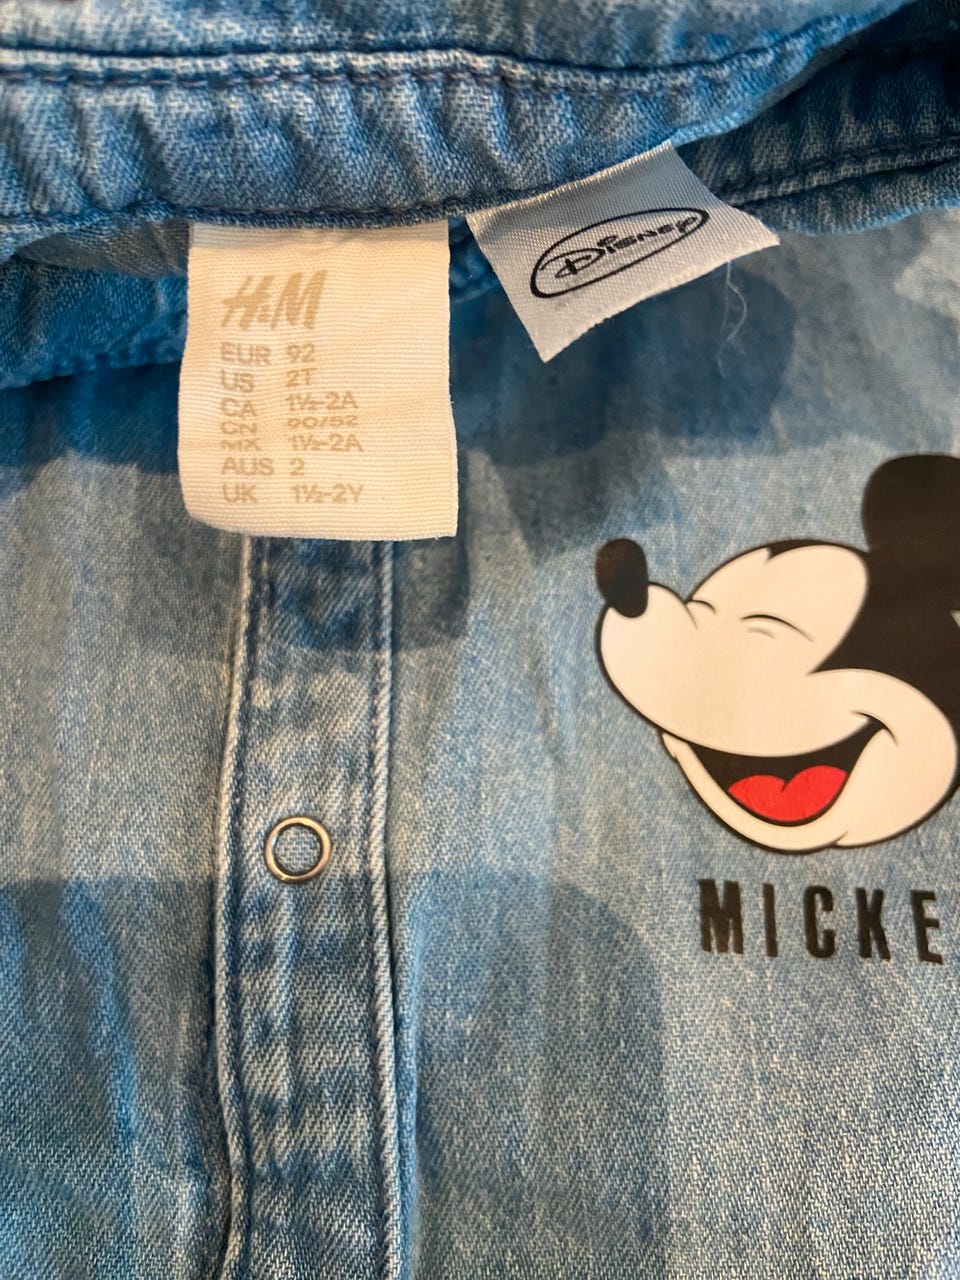 H&M
EUR 92
US 2T
CA 1½-2A
CN 90/52
MX 1½-2A
AUS 2
UK 1½-2Y
Disney
MICKE